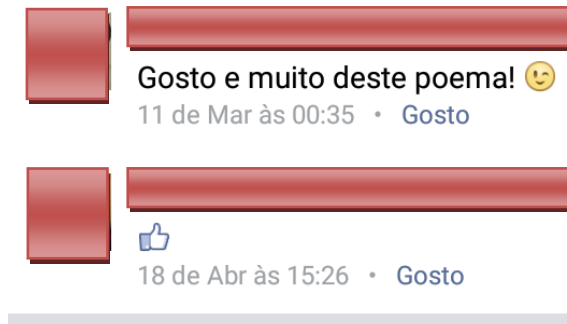 Gosto e muito deste poema! 😉
11 de Mar às 00:35 • Gosto
👍
18 de Abr às 15:26 • Gosto